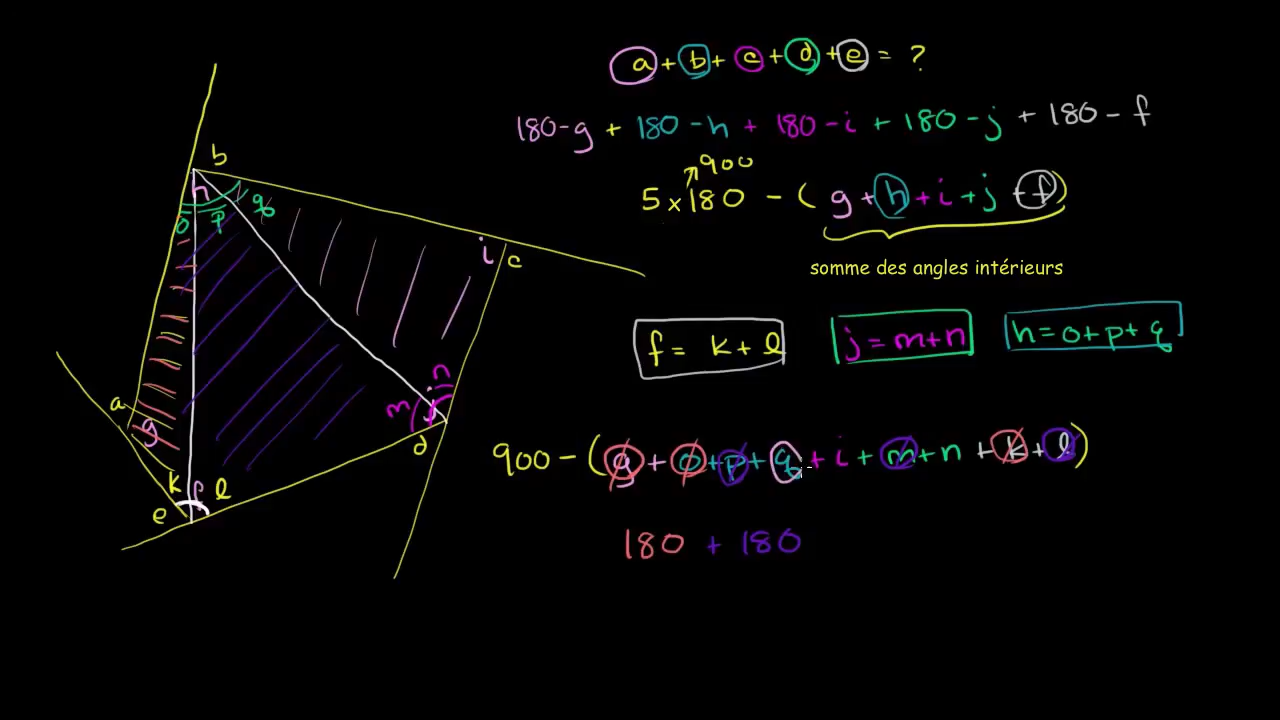 a + b + c + d + e = ?
180-g + 180-h + 180-i + 180-j + 180-f
900
5 × 180 - ( g + h + i + j + f )
somme des angles intérieurs
f = k + l
j = m + n
h = o + p + q
900 - ( g + o + p + q + i + m + n + k + l )
180 + 180
b
h
o
p
q
i
c
a
g
n
m
j
d
k
f
l
e